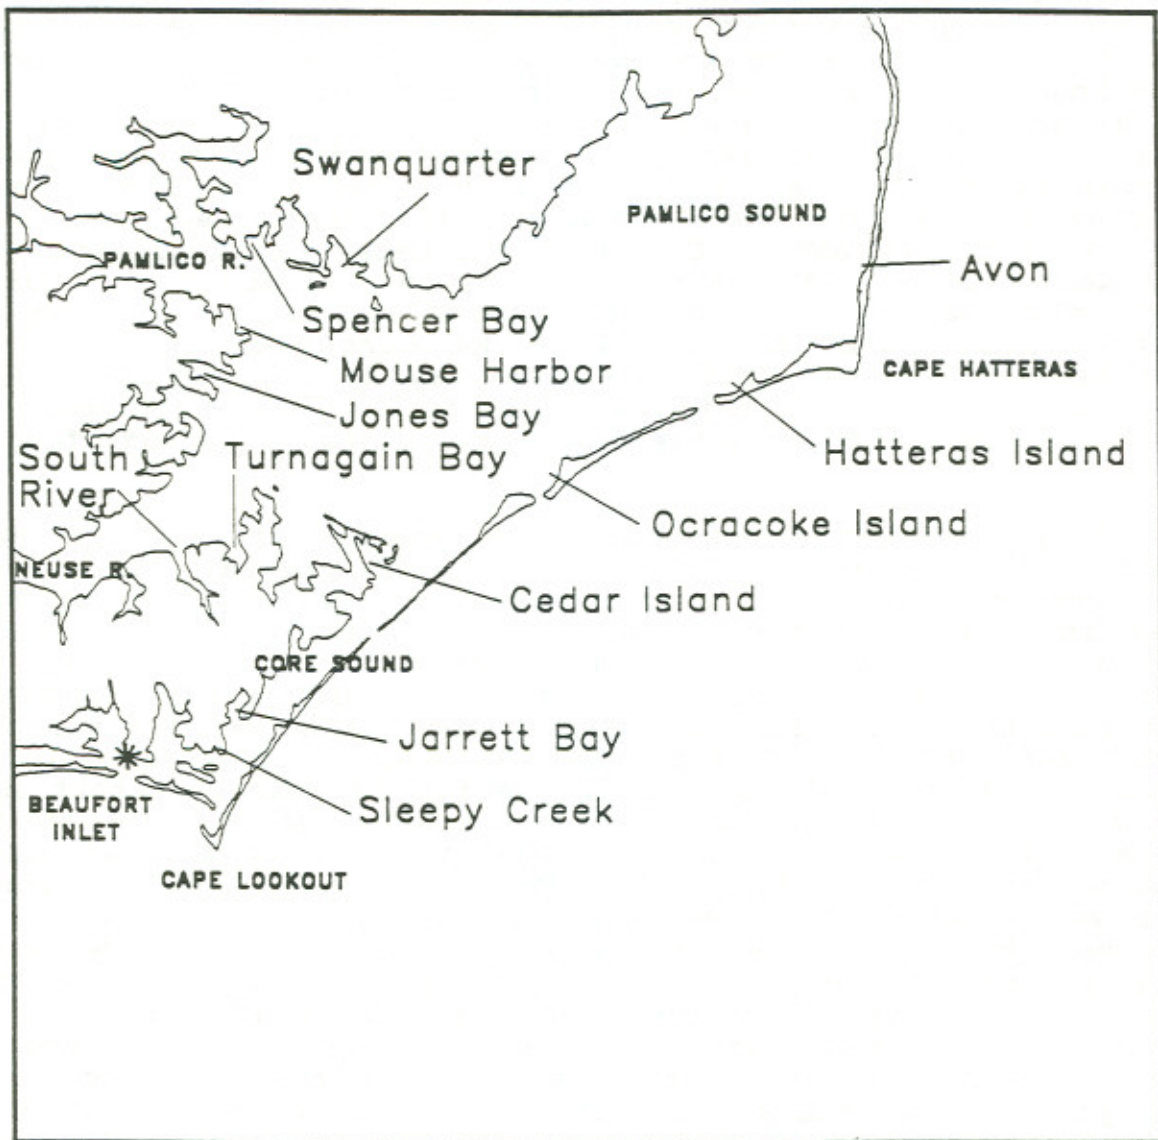 Swanquarter
PAMLICO SOUND
PAMLICO R.
Avon
Spencer Bay
Mouse Harbor
CAPE HATTERAS
Jones Bay
South
River
Turnagain Bay
Hatteras Island
Ocracoke Island
NEUSE R.
Cedar Island
CORE SOUND
Jarrett Bay
BEAUFORT
INLET
Sleepy Creek
CAPE LOOKOUT